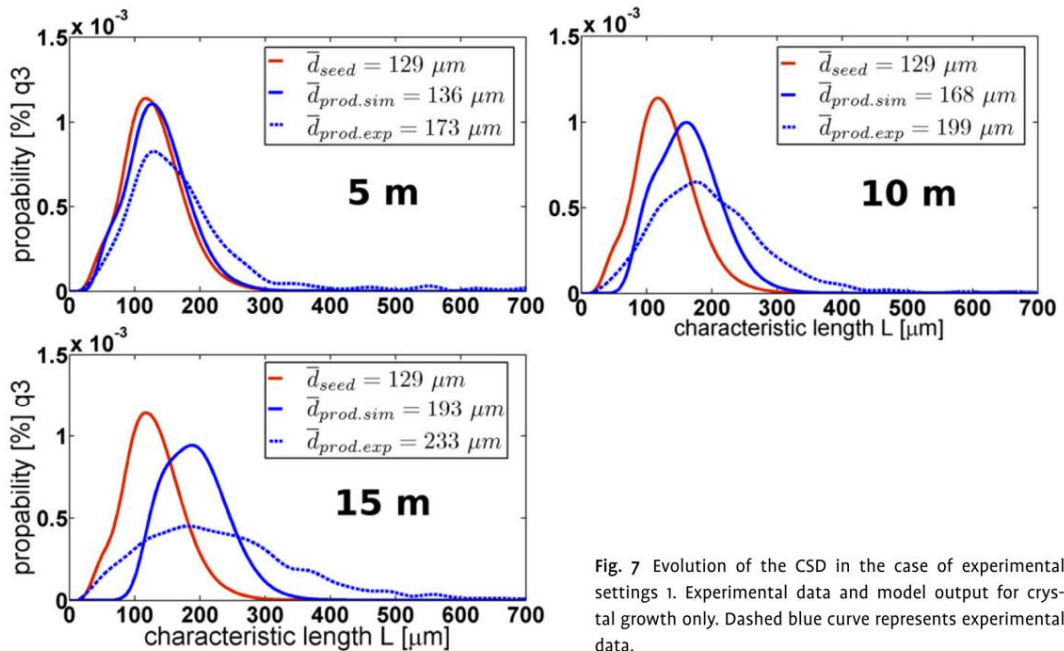 x 10⁻³
1.5
1
0.5
0
propability [%] q3
d̅seed = 129 μm
d̅prod.sim = 136 μm
d̅prod.exp = 173 μm
5 m
0 100 200 300 400 500 600 700
x 10⁻³
1.5
1
0.5
0
d̅seed = 129 μm
d̅prod.sim = 168 μm
d̅prod.exp = 199 μm
10 m
0 100 200 300 400 500 600 700
characteristic length L [μm]
x 10⁻³
1.5
1
0.5
0
propability [%] q3
d̅seed = 129 μm
d̅prod.sim = 193 μm
d̅prod.exp = 233 μm
15 m
0 100 200 300 400 500 600 700
characteristic length L [μm]
Fig. 7 Evolution of the CSD in the case of experimental
settings 1. Experimental data and model output for crys-
tal growth only. Dashed blue curve represents experimental
data.